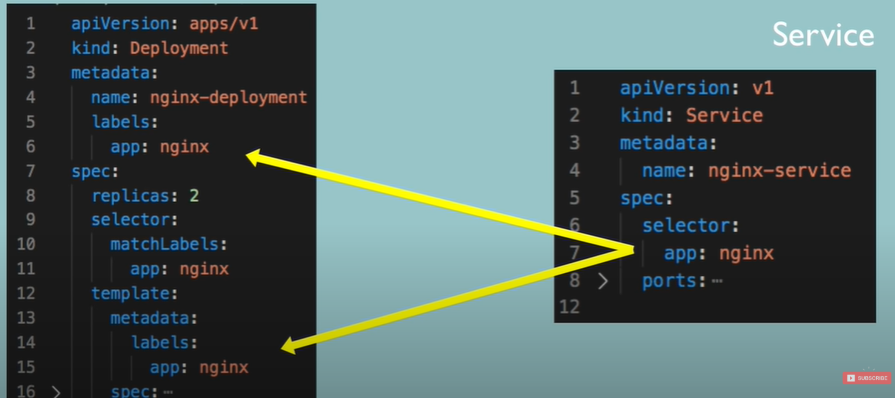 1 apiVersion: apps/v1
2 kind: Deployment
3 metadata:
4 name: nginx-deployment
5 labels:
6 app: nginx
7 spec:
8 replicas: 2
9 selector:
10 matchLabels:
11 app: nginx
12 template:
13 metadata:
14 labels:
15 app: nginx
16 > spec:⋯
Service
1 apiVersion: v1
2 kind: Service
3 metadata:
4 name: nginx-service
5 spec:
6 selector:
7 app: nginx
8 > ports:⋯
12
SUBSCRIBE